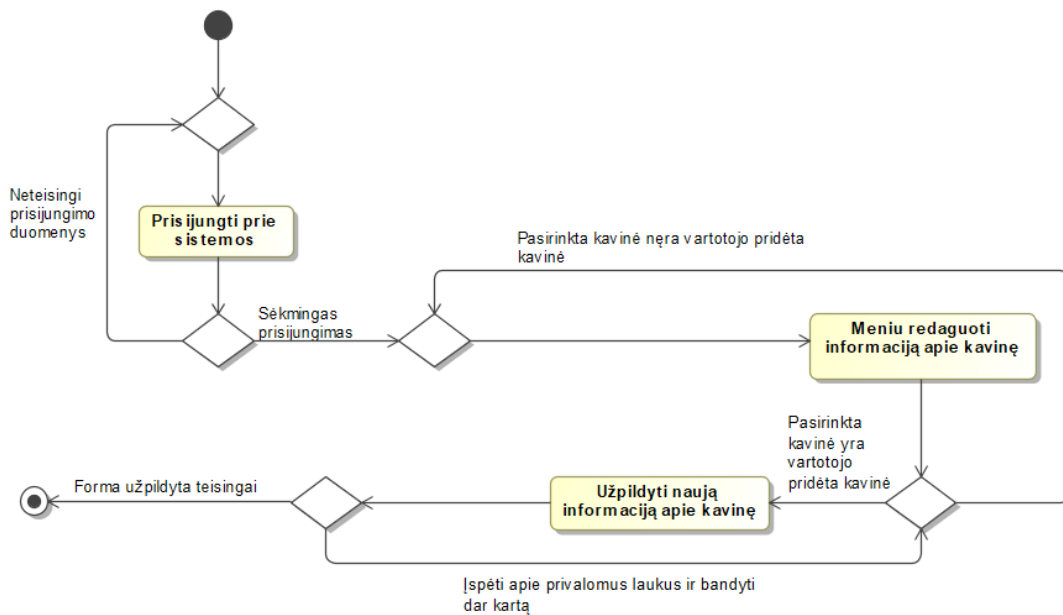 Neteisingi
prisijungimo
duomenys
Prisijungti prie
sistemos
Sėkmingas
prisijungimas
Pasirinkta kavinė nęra vartotojo pridėta
kavinė
Meniu redaguoti
informaciją apie kavinę
Pasirinkta
kavinė yra
vartotojo
pridėta kavinė
Užpildyti naują
informaciją apie kavinę
Forma užpildyta teisingai
Įspėti apie privalomus laukus ir bandyti
dar kartą